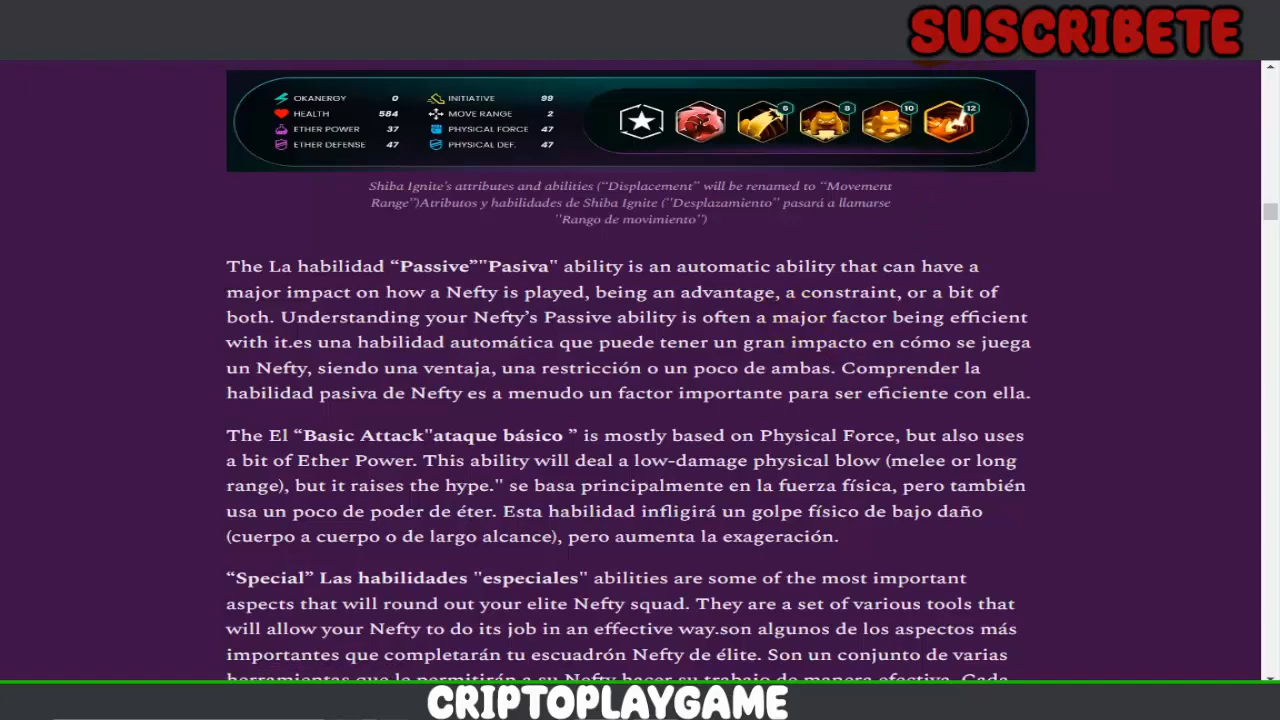 SUSCRIBETE
OKANERGY 0 INITIATIVE 99
HEALTH 584 MOVE RANGE 2
ETHER POWER 37 PHYSICAL FORCE 47
ETHER DEFENSE 47 PHYSICAL DEF. 47
6 8 10 12
Shiba Ignite's attributes and abilities (“Displacement” will be renamed to “Movement
Range”)Atributos y habilidades de Shiba Ignite ("Desplazamiento" pasará a llamarse
"Rango de movimiento")
The La habilidad “Passive”"Pasiva" ability is an automatic ability that can have a
major impact on how a Nefty is played, being an advantage, a constraint, or a bit of
both. Understanding your Nefty’s Passive ability is often a major factor being efficient
with it.es una habilidad automática que puede tener un gran impacto en cómo se juega
un Nefty, siendo una ventaja, una restricción o un poco de ambas. Comprender la
habilidad pasiva de Nefty es a menudo un factor importante para ser eficiente con ella.
The El “Basic Attack"ataque básico ” is mostly based on Physical Force, but also uses
a bit of Ether Power. This ability will deal a low-damage physical blow (melee or long
range), but it raises the hype." se basa principalmente en la fuerza física, pero también
usa un poco de poder de éter. Esta habilidad infligirá un golpe físico de bajo daño
(cuerpo a cuerpo o de largo alcance), pero aumenta la exageración.
“Special” Las habilidades "especiales" abilities are some of the most important
aspects that will round out your elite Nefty squad. They are a set of various tools that
will allow your Nefty to do its job in an effective way.son algunos de los aspectos más
importantes que completarán tu escuadrón Nefty de élite. Son un conjunto de varias
herramientas que le permitirán a su Nefty hacer su trabajo de manera efectiva. Cada
CRIPTOPLAYGAME